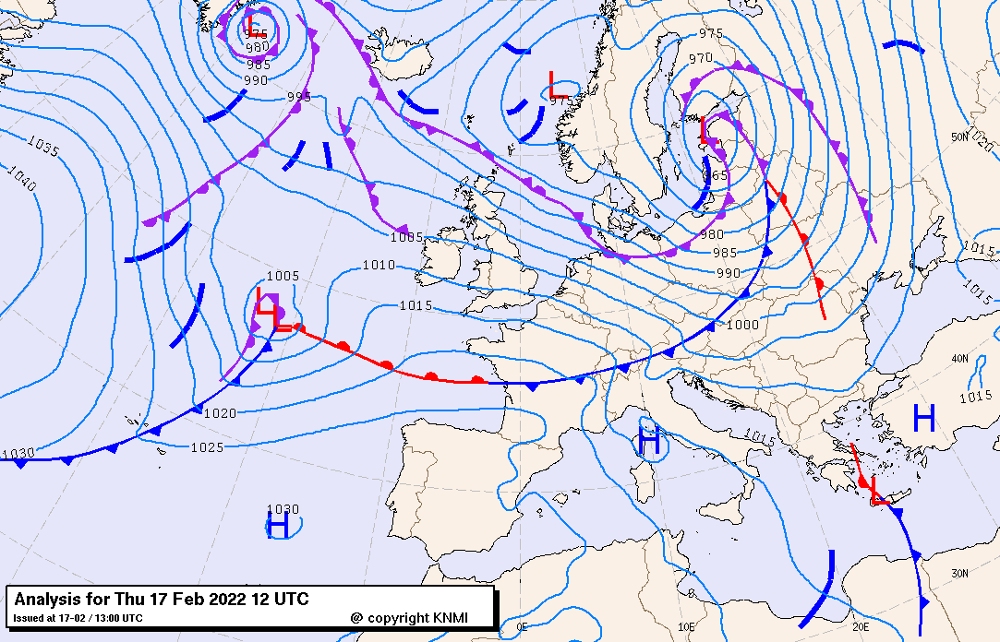 L
975
980
985
990
995
975
970
L
975
L
965
50N
1020
1035
1040
1005
980
985
990
1015
1015
1005
L
L
1010
1015
1000
40N
1015
1020
1025
1030
H
H
1015
L
1030
H
30N
0E
10E
20E
Analysis for Thu 17 Feb 2022 12 UTC
Issued at 17-02 / 13:00 UTC
@ copyright KNMI